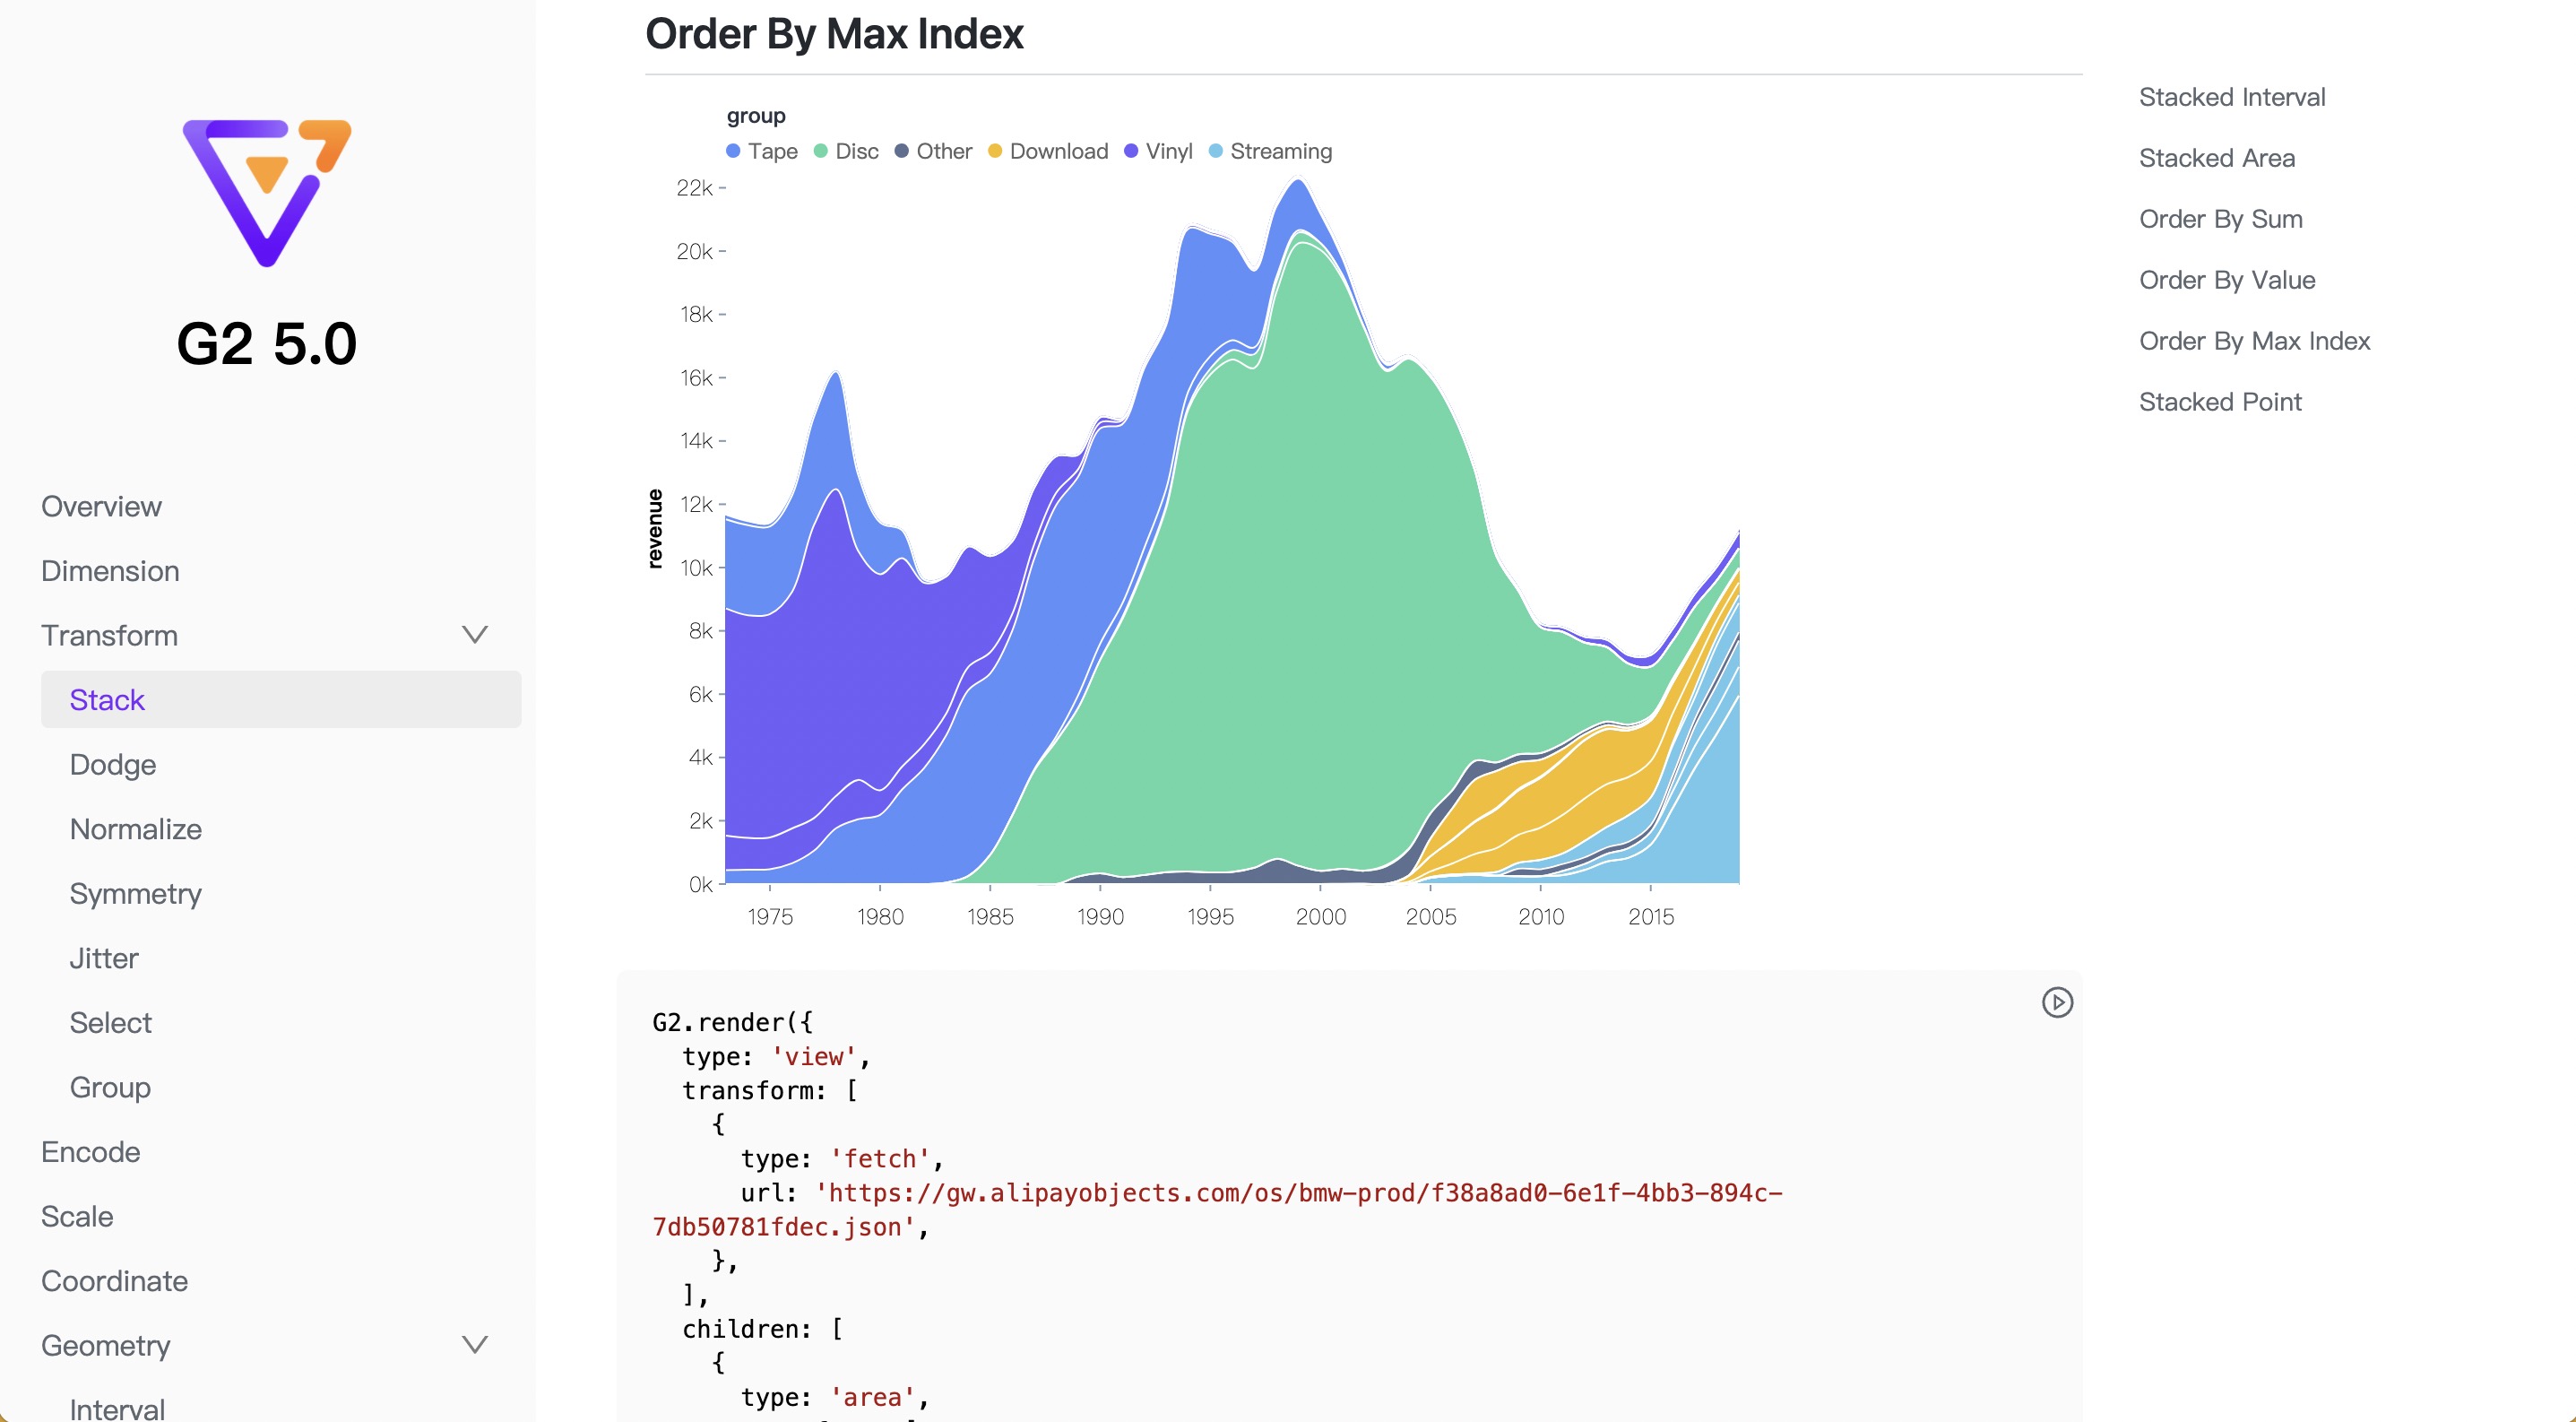 G2 5.0
Overview
Dimension
Transform
Stack
Dodge
Normalize
Symmetry
Jitter
Select
Group
Encode
Scale
Coordinate
Geometry
Interval
Order By Max Index
group
Tape Disc Other Download Vinyl Streaming
22k
20k
18k
16k
14k
12k
10k
8k
6k
4k
2k
0k
revenue
1975 1980 1985 1990 1995 2000 2005 2010 2015
G2.render({
type: 'view',
transform: [
{
type: 'fetch',
url: 'https://gw.alipayobjects.com/os/bmw-prod/f38a8ad0-6e1f-4bb3-894c-
7db50781fdec.json',
},
],
children: [
{
type: 'area',
Stacked Interval
Stacked Area
Order By Sum
Order By Value
Order By Max Index
Stacked Point